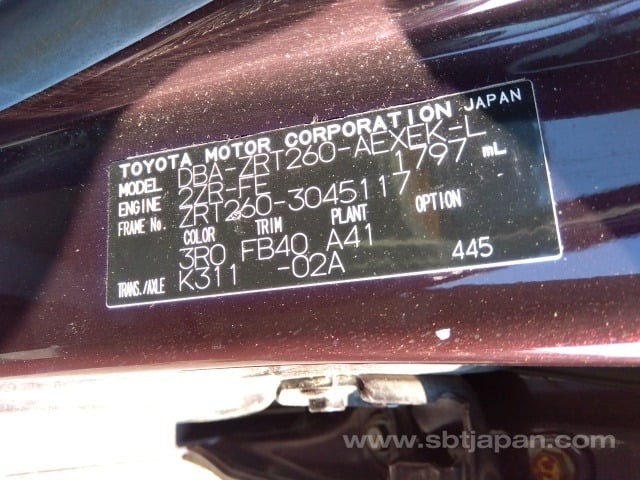 TOYOTA MOTOR CORPORATION JAPAN
MODEL DBA-ZRT260-AEXEK-L
ENGINE 2ZR-FE 1797 mL
FRAME No. ZRT260-3045117
COLOR TRIM PLANT OPTION
3R0 FB40 A41
TRANS./AXLE K311 -02A 445
www.sbtjapan.com